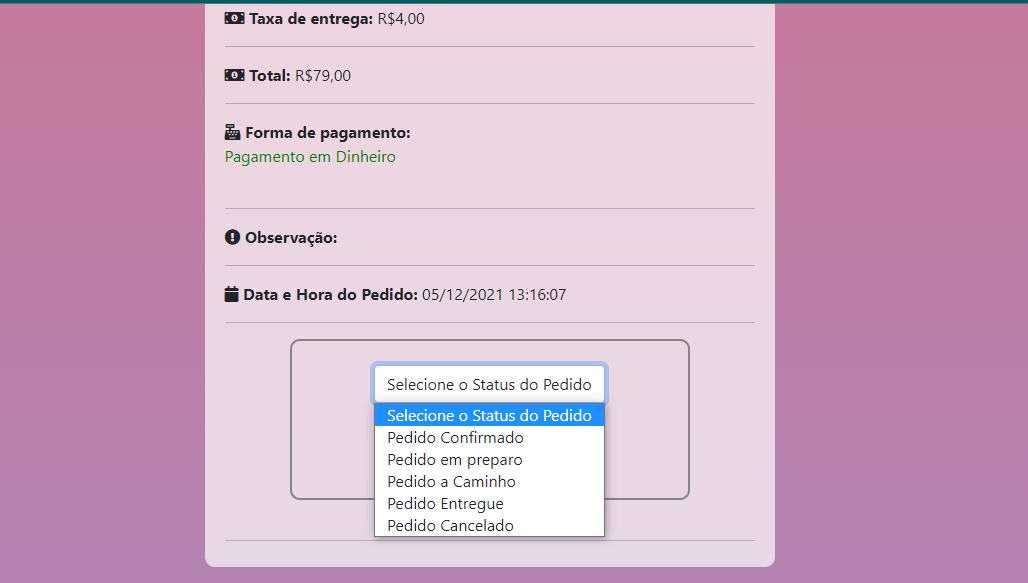 Taxa de entrega: R$4,00
Total: R$79,00
Forma de pagamento:
Pagamento em Dinheiro
Observação:
Data e Hora do Pedido: 05/12/2021 13:16:07
Selecione o Status do Pedido
Selecione o Status do Pedido
Pedido Confirmado
Pedido em preparo
Pedido a Caminho
Pedido Entregue
Pedido Cancelado